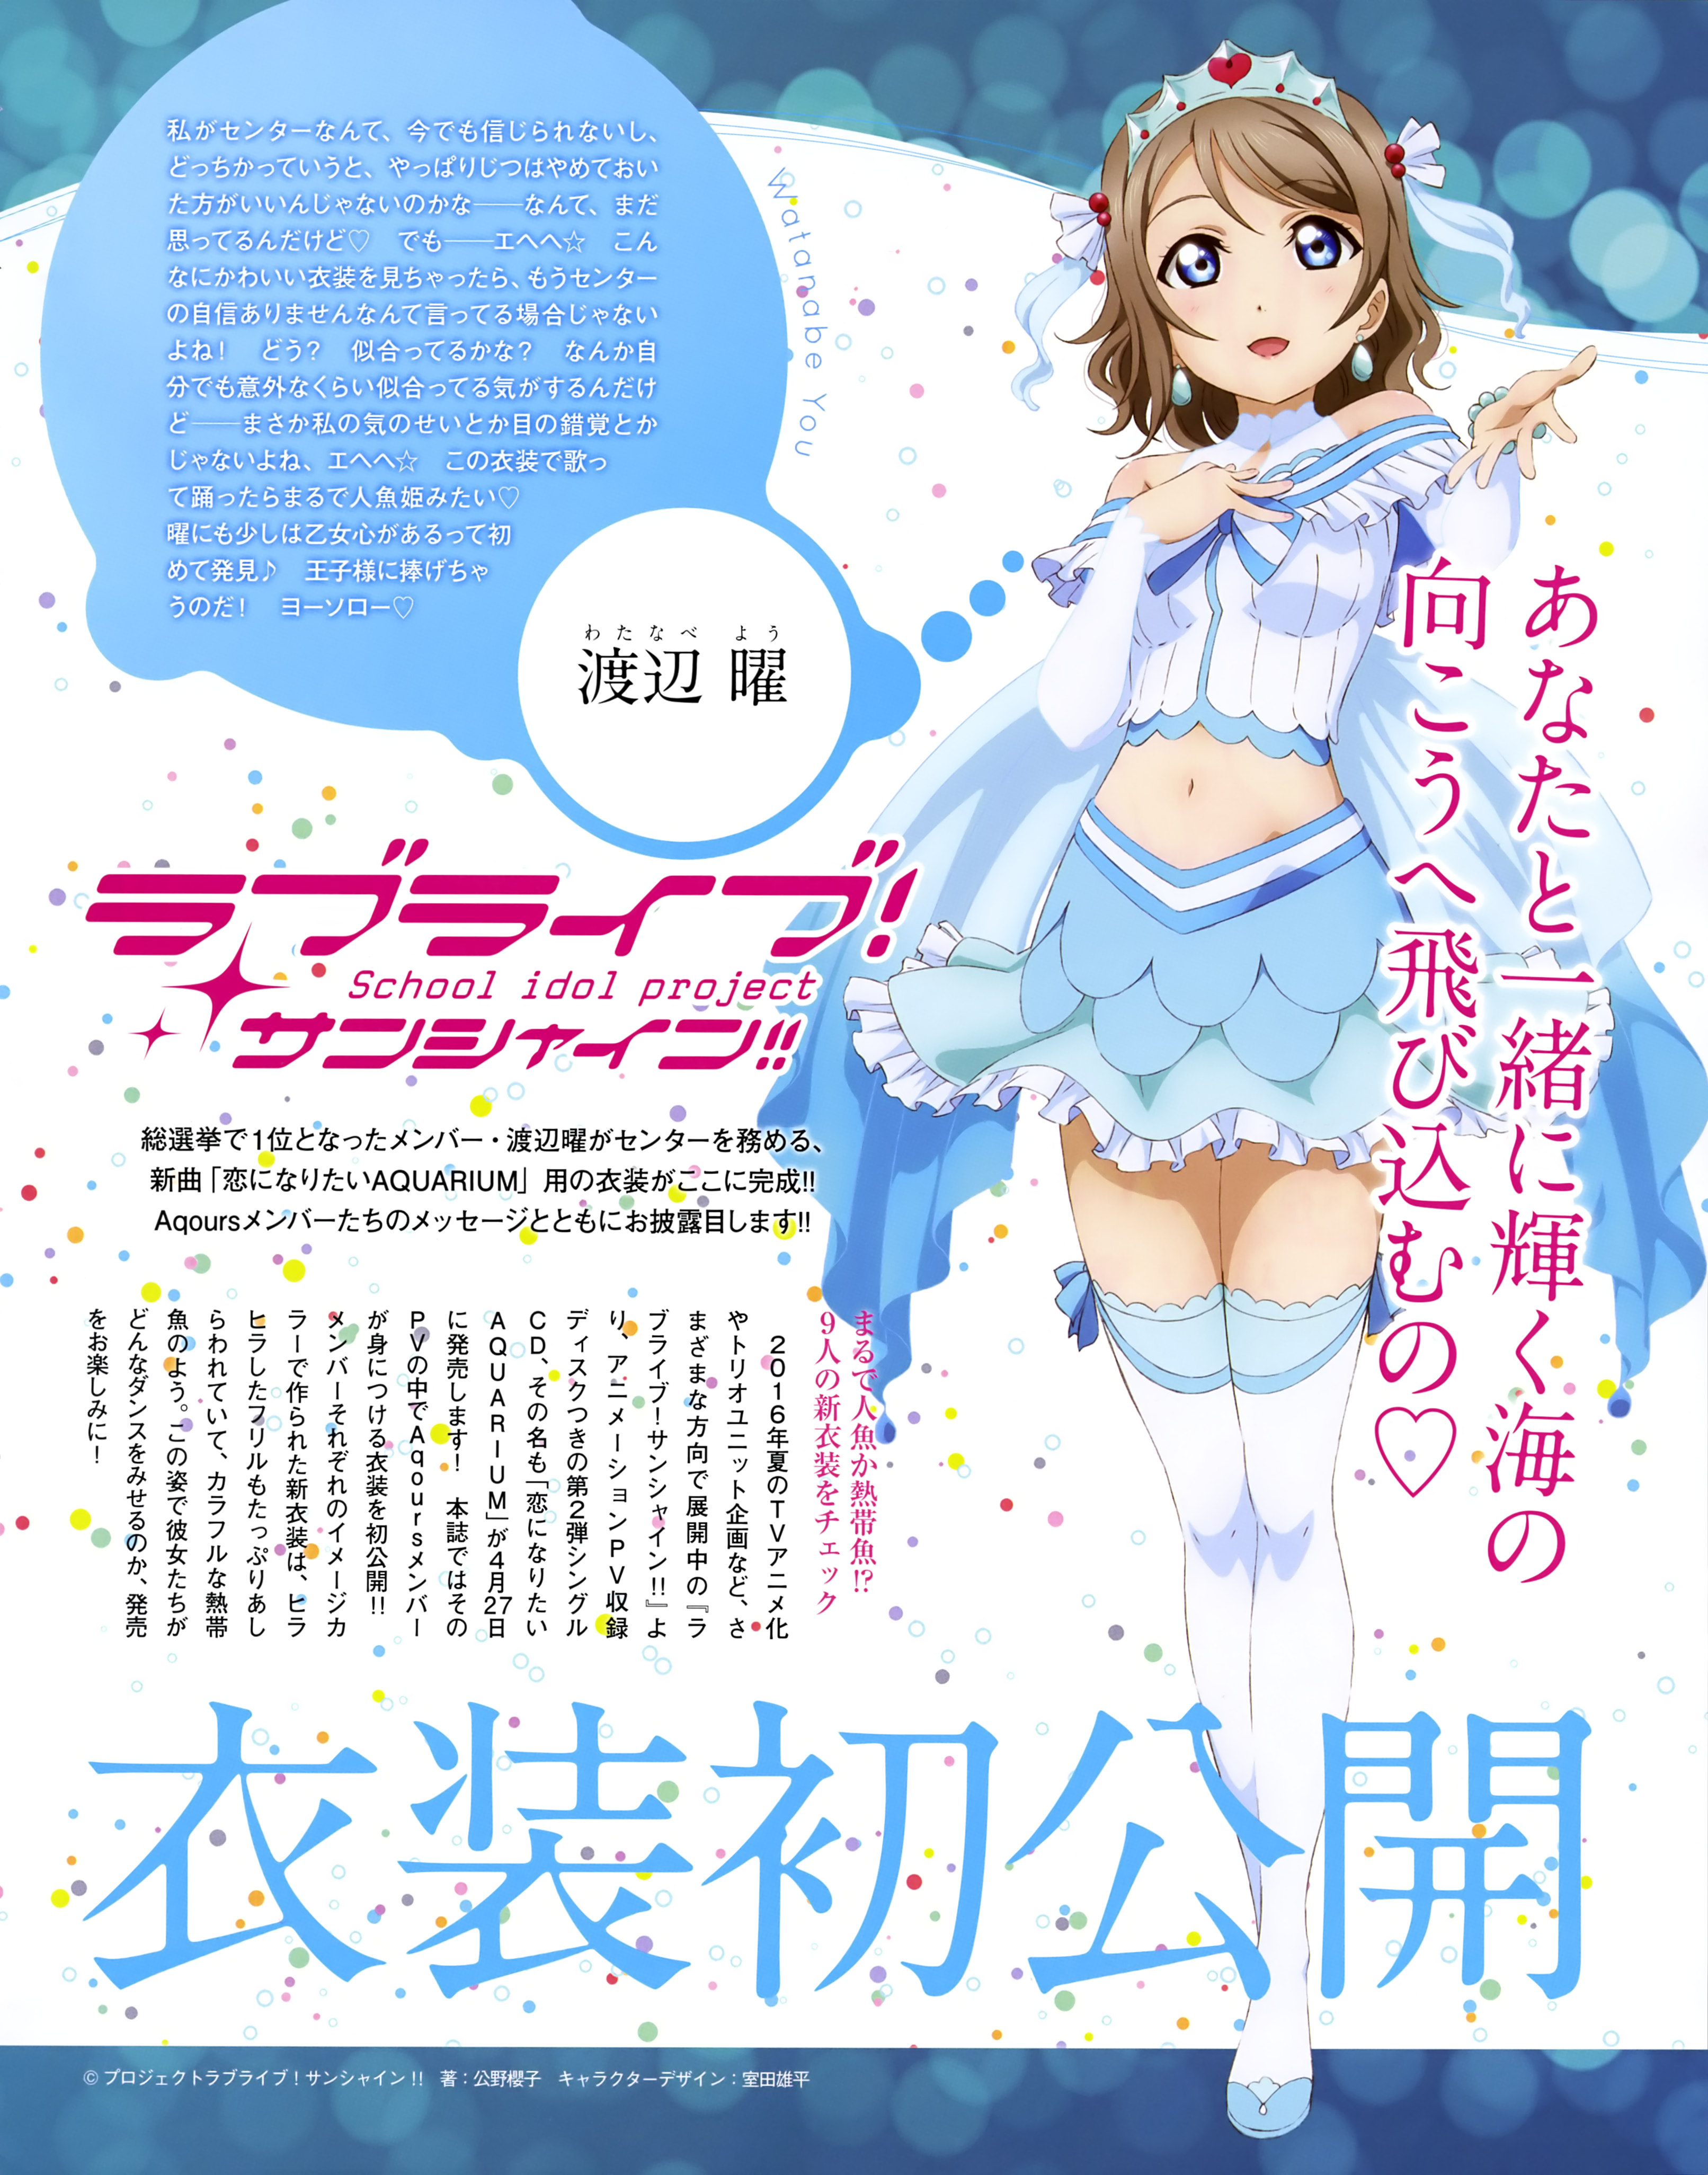 私がセンターなんて、今でも信じられないし、
どっちかっていうと、やっぱりじつはやめておい
た方がいいんじゃないのかな——なんて、まだ
思ってるんだけど♡　でも——エへへ☆　こん
なにかわいい衣装を見ちゃったら、もうセンター
の自信ありませんなんて言ってる場合じゃない
よね！　どう？　似合ってるかな？　なんか自
分でも意外なくらい似合ってる気がするんだけ
ど——まさか私の気のせいとか目の錯覚とか
じゃないよね、エへへ☆　この衣装で歌っ
て踊ったらまるで人魚姫みたい♡
曜にも少しは乙女心があるって初
めて発見♪　王子様に捧げちゃ
うのだ！　ヨーソロー♡
Watanabe You
わたなべ　よう
渡辺 曜
あなたと一緒に輝く海の
向こうへ飛び込むの♡
ラブライブ！
School idol project
サンシャイン!!
総選挙で1位となったメンバー・渡辺曜がセンターを務める、
新曲「恋になりたいAQUARIUM」用の衣装がここに完成!!
Aqoursメンバーたちのメッセージとともにお披露目します!!
まるで人魚か熱帯魚!?
9人の新衣装をチェック
2016年夏のTVアニメ化
やトリオユニット企画など、さ
まざまな方向で展開中の『ラ
ブライブ！サンシャイン!!』よ
り、アニメーションPV収録
ディスクつきの第2弾シングル
CD、その名も「恋になりたい
AQUARIUM」が4月27日
に発売します！　本誌ではその
PVの中でAqoursメンバー
が身につける衣装を初公開!!
メンバーそれぞれのイメージカ
ラーで作られた新衣装は、ヒラ
ヒラしたフリルもたっぷりあし
らわれていて、カラフルな熱帯
魚のよう。この姿で彼女たちが
どんなダンスをみせるのか、発売
をお楽しみに！
衣装初公開
© プロジェクトラブライブ！サンシャイン!!　著：公野櫻子　キャラクターデザイン：室田雄平